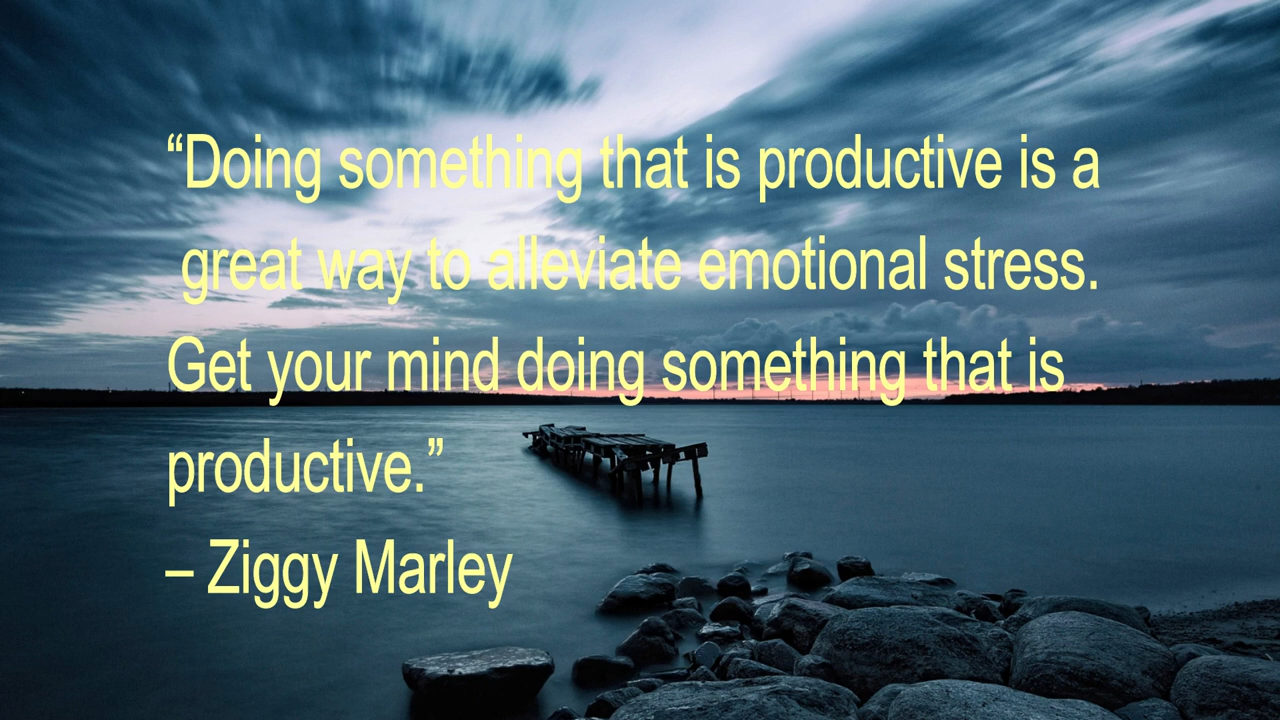 “Doing something that is productive is a
great way to alleviate emotional stress.
Get your mind doing something that is
productive.”
– Ziggy Marley